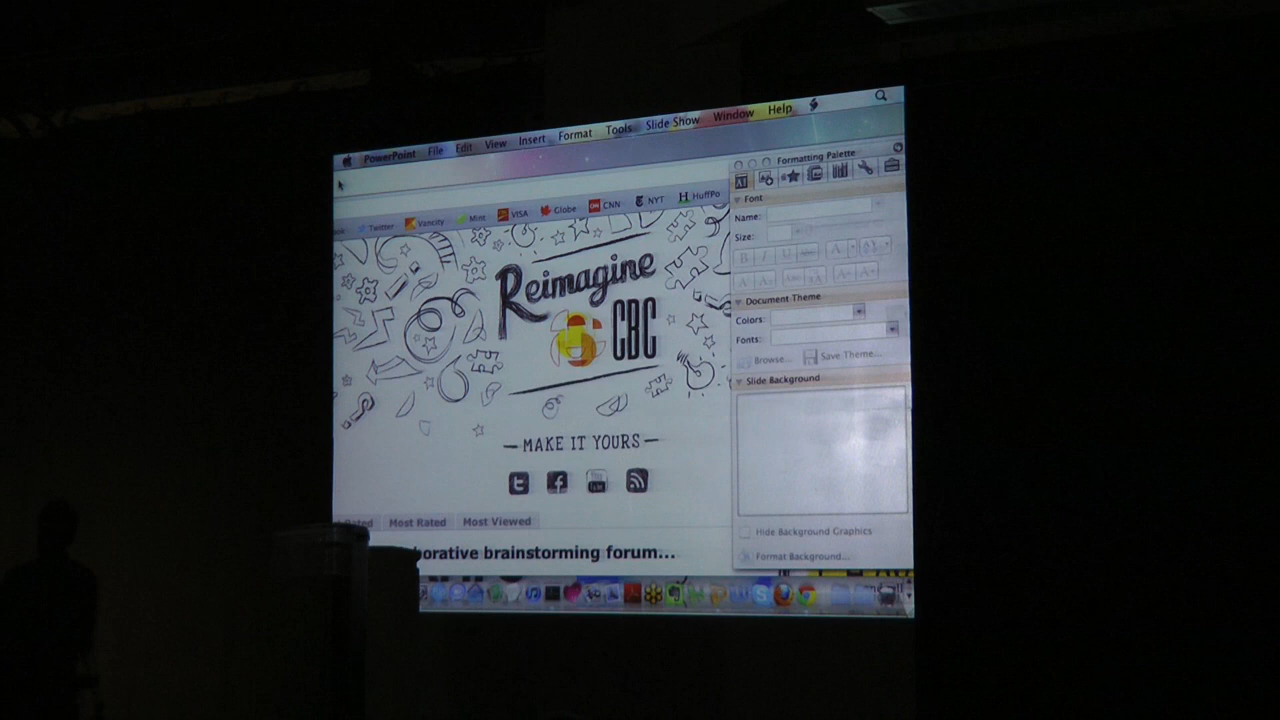 PowerPoint File Edit View Insert Format Tools Slide Show Window Help
Formatting Palette
Twitter Vancity Mint VISA Globe CNN NYT HuffPo
Font
Name:
Size:
B I U
Reimagine
CBC
Document Theme
Colors:
Fonts:
Browse... Save Theme...
Slide Background
MAKE IT YOURS
Most Rated Most Viewed
borative brainstorming forum...
Hide Background Graphics
Format Background...